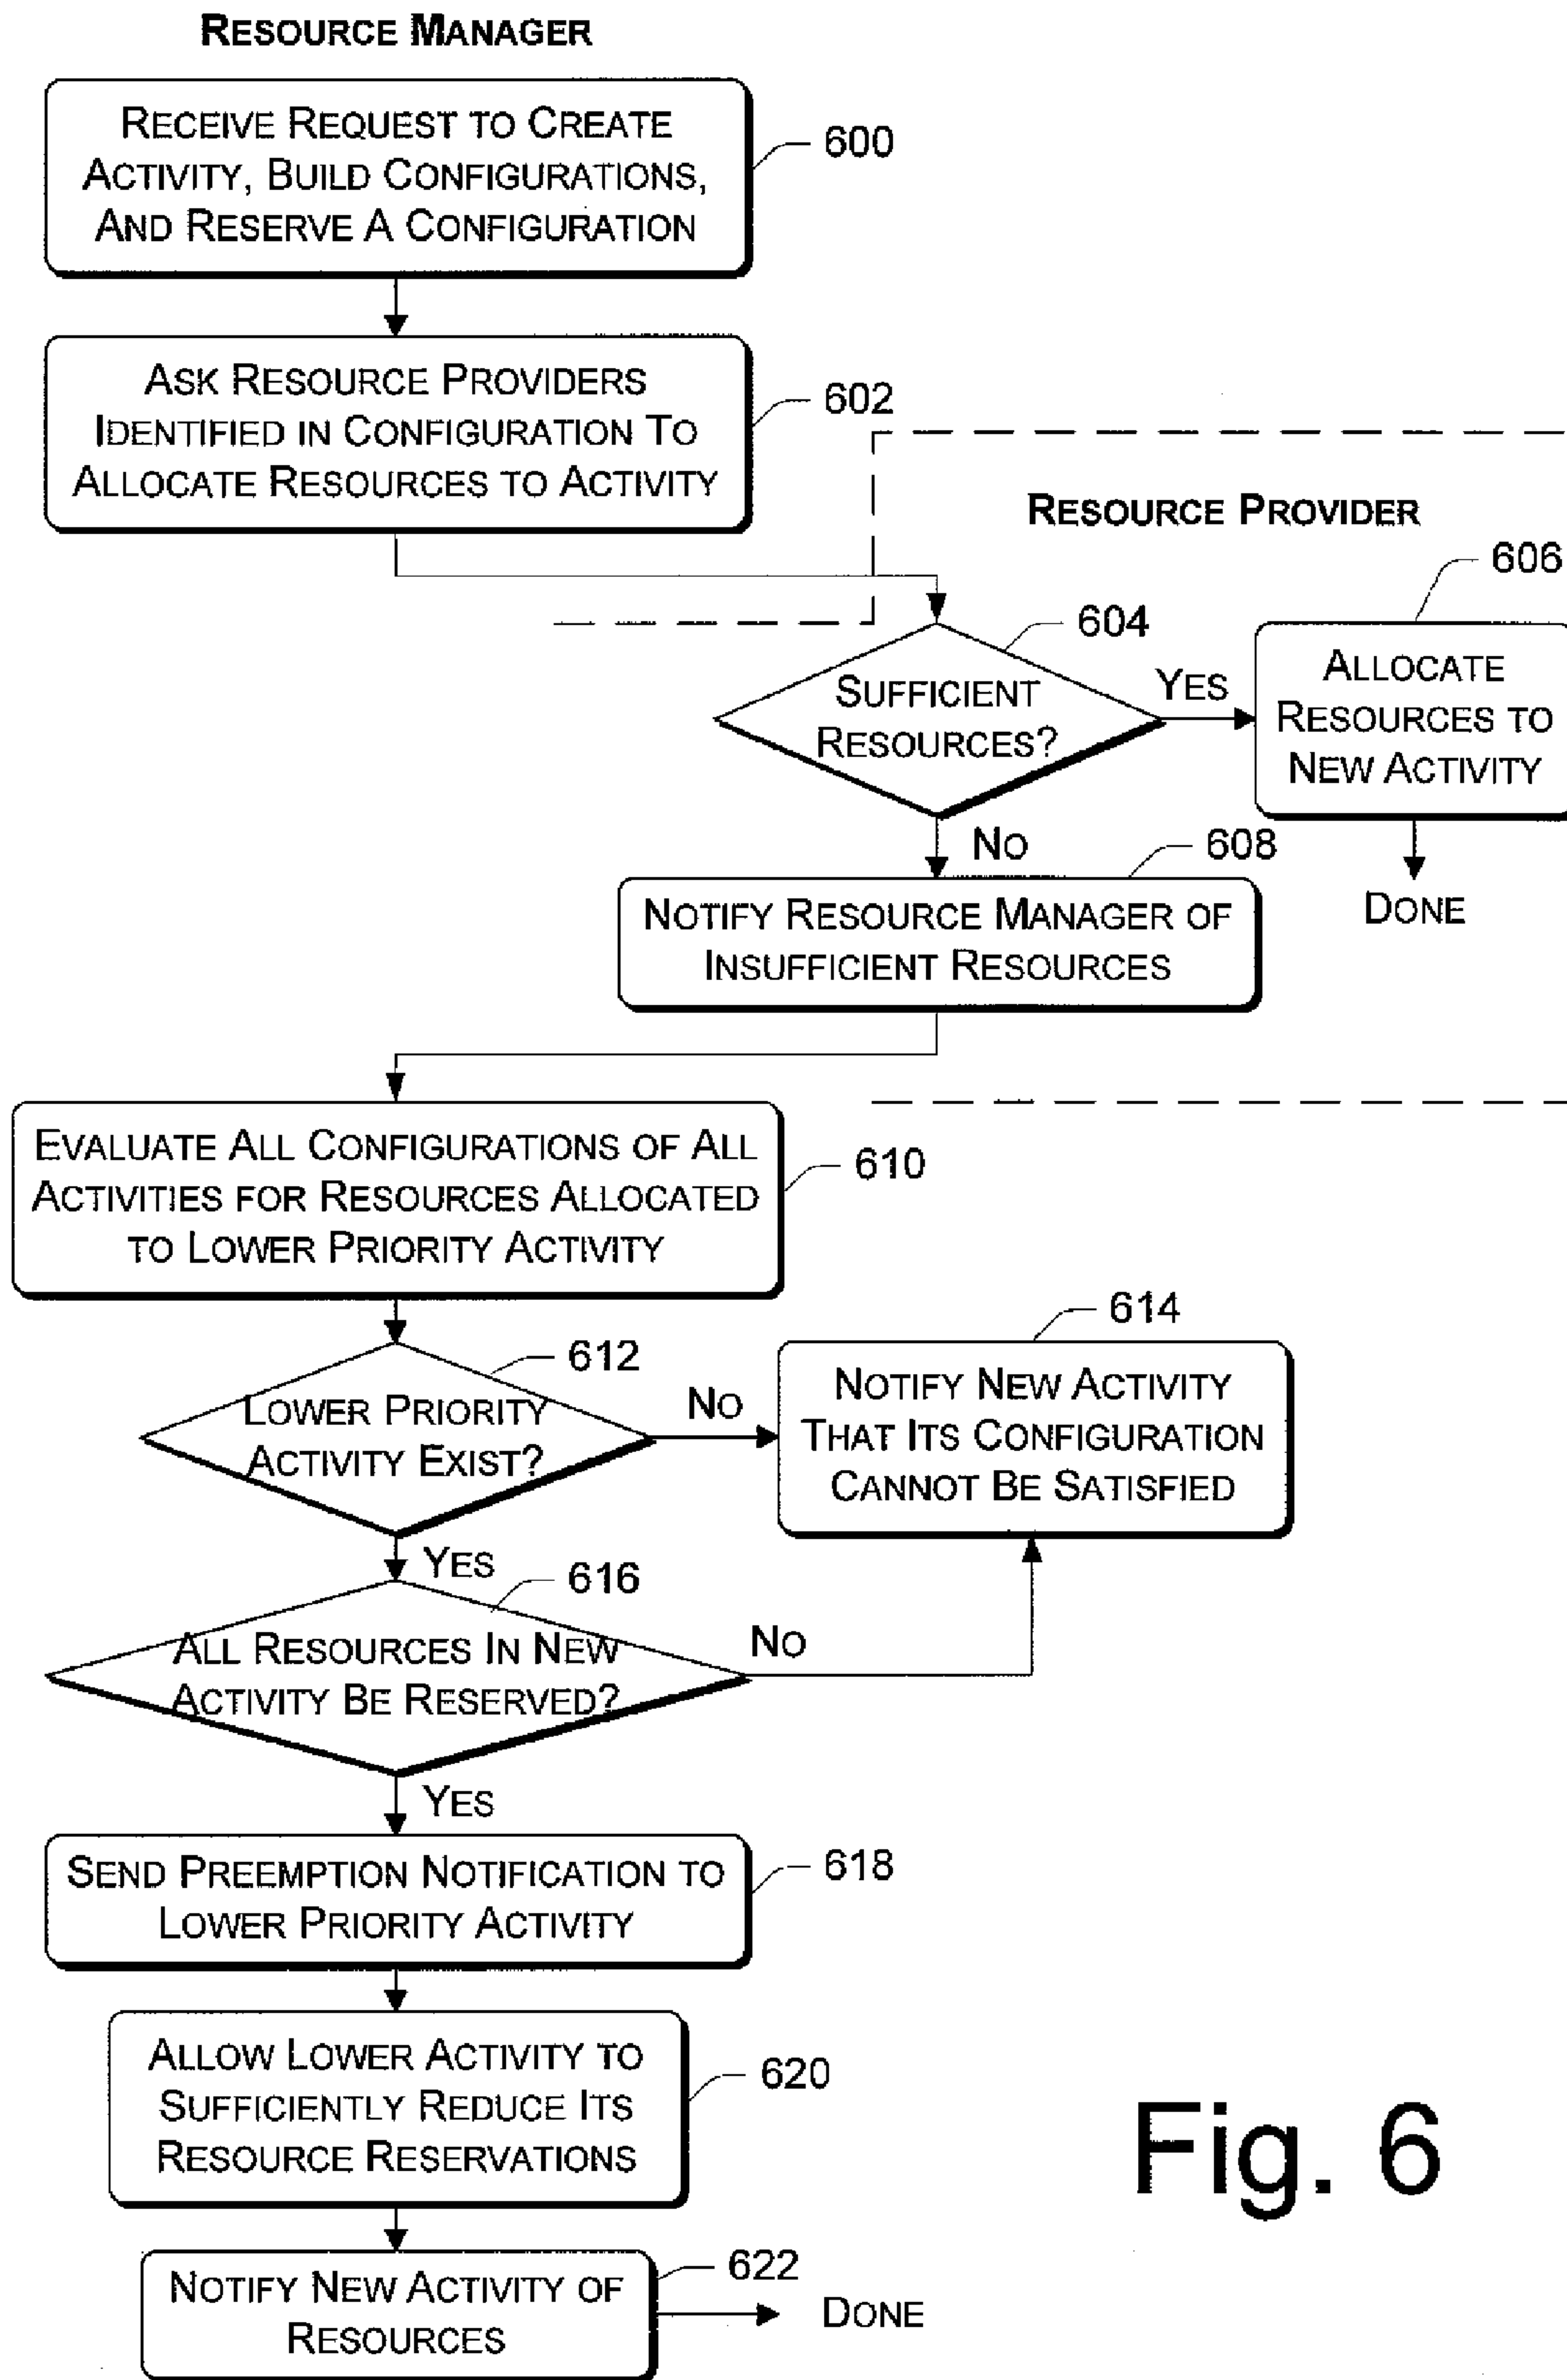 RESOURCE MANAGER
RECEIVE REQUEST TO CREATE
ACTIVITY, BUILD CONFIGURATIONS,
AND RESERVE A CONFIGURATION
600
ASK RESOURCE PROVIDERS
IDENTIFIED IN CONFIGURATION TO
ALLOCATE RESOURCES TO ACTIVITY
602
RESOURCE PROVIDER
606
604
SUFFICIENT
RESOURCES?
YES
ALLOCATE
RESOURCES TO
NEW ACTIVITY
NO
608
DONE
NOTIFY RESOURCE MANAGER OF
INSUFFICIENT RESOURCES
EVALUATE ALL CONFIGURATIONS OF ALL
ACTIVITIES FOR RESOURCES ALLOCATED
TO LOWER PRIORITY ACTIVITY
610
612
LOWER PRIORITY
ACTIVITY EXIST?
NO
614
NOTIFY NEW ACTIVITY
THAT ITS CONFIGURATION
CANNOT BE SATISFIED
YES
616
ALL RESOURCES IN NEW
ACTIVITY BE RESERVED?
NO
YES
SEND PREEMPTION NOTIFICATION TO
LOWER PRIORITY ACTIVITY
618
ALLOW LOWER ACTIVITY TO
SUFFICIENTLY REDUCE ITS
RESOURCE RESERVATIONS
620
NOTIFY NEW ACTIVITY OF
RESOURCES
622
DONE
Fig. 6